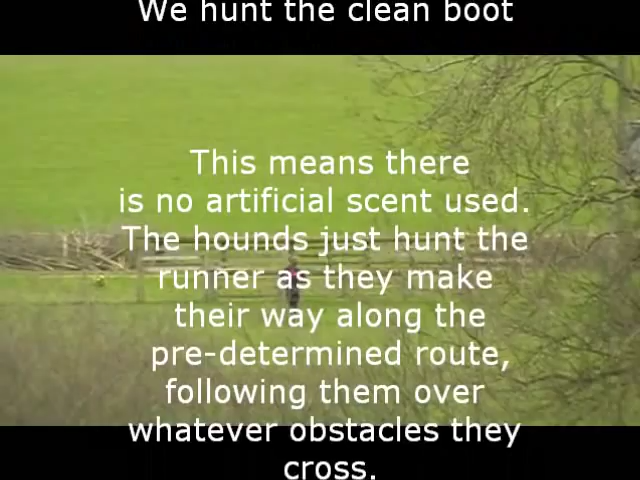 We hunt the clean boot
This means there
is no artificial scent used.
The hounds just hunt the
runner as they make
their way along the
pre-determined route,
following them over
whatever obstacles they
cross.